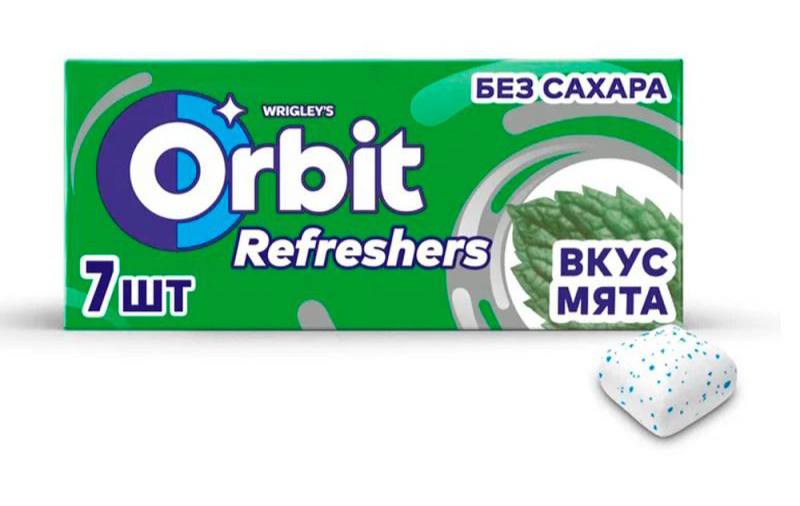 БЕЗ САХАРА
WRIGLEY'S
Orbit
Refreshers
7 ШТ
ВКУС
МЯТА